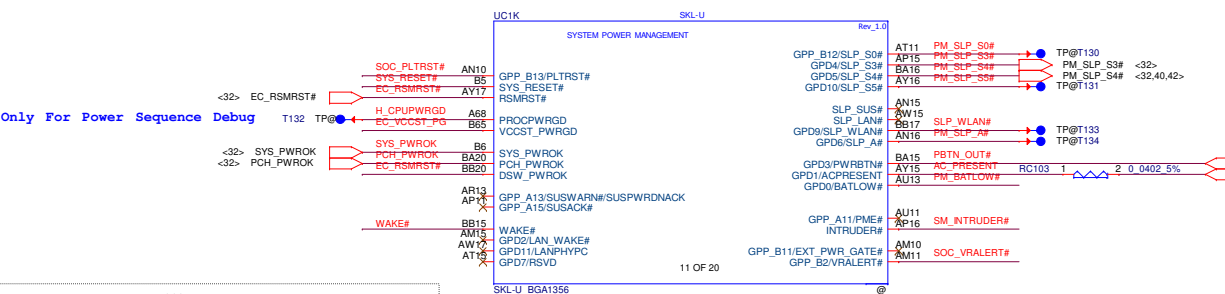 UC1K SKL-U
Rev_1.0
SYSTEM POWER MANAGEMENT
SOC_PLTRST# AN10 GPP_B13/PLTRST#
SYS_RESET# B5 SYS_RESET#
<32> EC_RSMRST# EC_RSMRST# AY17 RSMRST#
Only For Power Sequence Debug T132 TP@ H_CPUPWRGD A68 PROCPWRGD
EC_VCCST_PG B65 VCCST_PWRGD
<32> SYS_PWROK SYS_PWROK B6 SYS_PWROK
<32> PCH_PWROK PCH_PWROK BA20 PCH_PWROK
EC_RSMRST# BB20 DSW_PWROK
AR13 GPP_A13/SUSWARN#/SUSPWRDNACK
AP11 GPP_A15/SUSACK#
WAKE# BB15 WAKE#
AM15 GPD2/LAN_WAKE#
AW17 GPD11/LANPHYPC
AT15 GPD7/RSVD
GPP_B12/SLP_S0# AT11 PM_SLP_S0# TP@T130
GPD4/SLP_S3# AP15 PM_SLP_S3# PM_SLP_S3# <32>
GPD5/SLP_S4# BA16 PM_SLP_S4# PM_SLP_S4# <32,40,42>
GPD10/SLP_S5# AY16 PM_SLP_S5# TP@T131
SLP_SUS# AN15
SLP_LAN# AW15
GPD9/SLP_WLAN# BB17 SLP_WLAN# TP@T133
GPD6/SLP_A# AN16 PM_SLP_A# TP@T134
GPD3/PWRBTN# BA15 PBTN_OUT#
GPD1/ACPRESENT AY15 AC_PRESENT RC103 1 2 0_0402_5%
GPD0/BATLOW# AU13 PM_BATLOW#
GPP_A11/PME# AU11
INTRUDER# AP16 SM_INTRUDER#
GPP_B11/EXT_PWR_GATE# AM10
GPP_B2/VRALERT# AM11 SOC_VRALERT#
11 OF 20
SKL-U_BGA1356 @